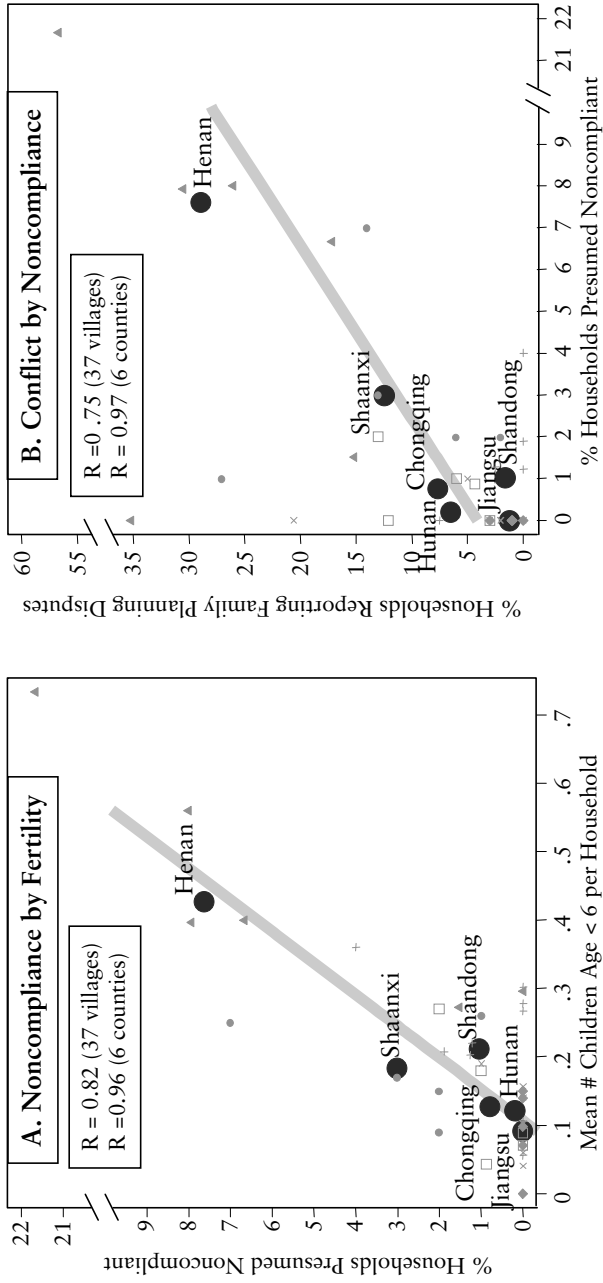 A. Noncompliance by Fertility
R = 0.82 (37 villages)
R =0.96 (6 counties)
% Households Presumed Noncompliant
22
21
9
8
7
6
5
4
3
2
1
0
Henan
Shaanxi
Shandong
Chongqing
Hunan
Jiangsu
0 .1 .2 .3 .4 .5 .6 .7
Mean # Children Age < 6 per Household
B. Conflict by Noncompliance
R =0 .75 (37 villages)
R = 0.97 (6 counties)
% Households Reporting Family Planning Disputes
60
55
35
30
25
20
15
10
5
0
Henan
Shaanxi
Chongqing
Hunan
Jiangsu
Shandong
0 1 2 3 4 5 6 7 8 9 21 22
% Households Presumed Noncompliant